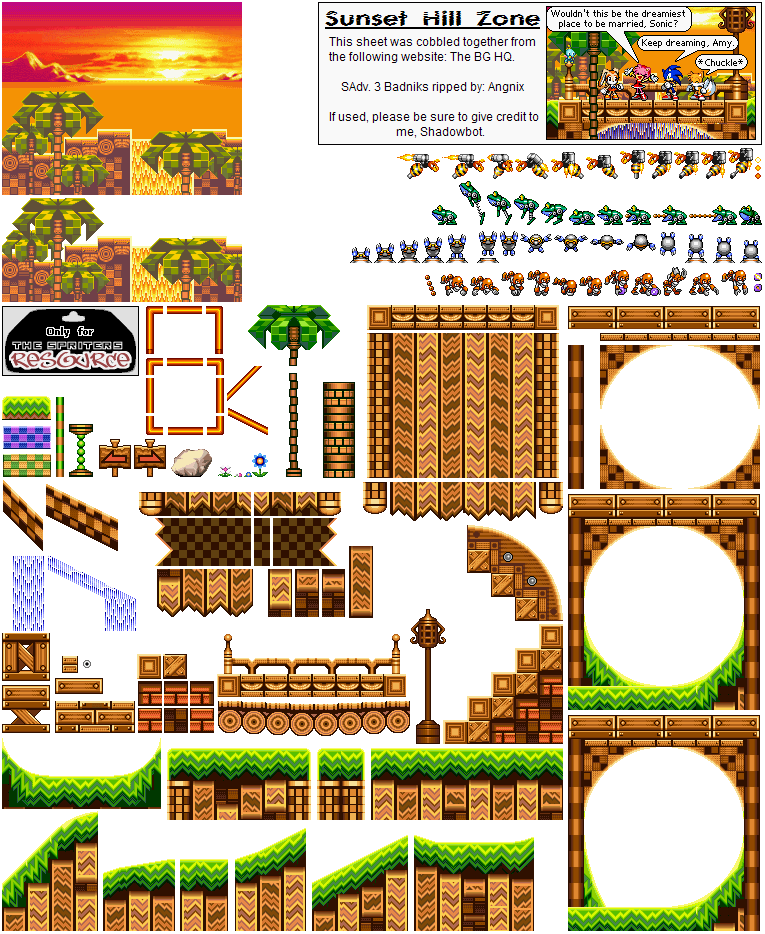 Sunset Hill Zone
This sheet was cobbled together from
the following website: The BG HQ.
SAdv. 3 Badniks ripped by: Angnix
If used, please be sure to give credit to
me, Shadowbot.
Wouldn't this be the dreamiest
place to be married, Sonic?
Keep dreaming, Amy.
*Chuckle*
Only for
THE SPRITERS
RESOURCE